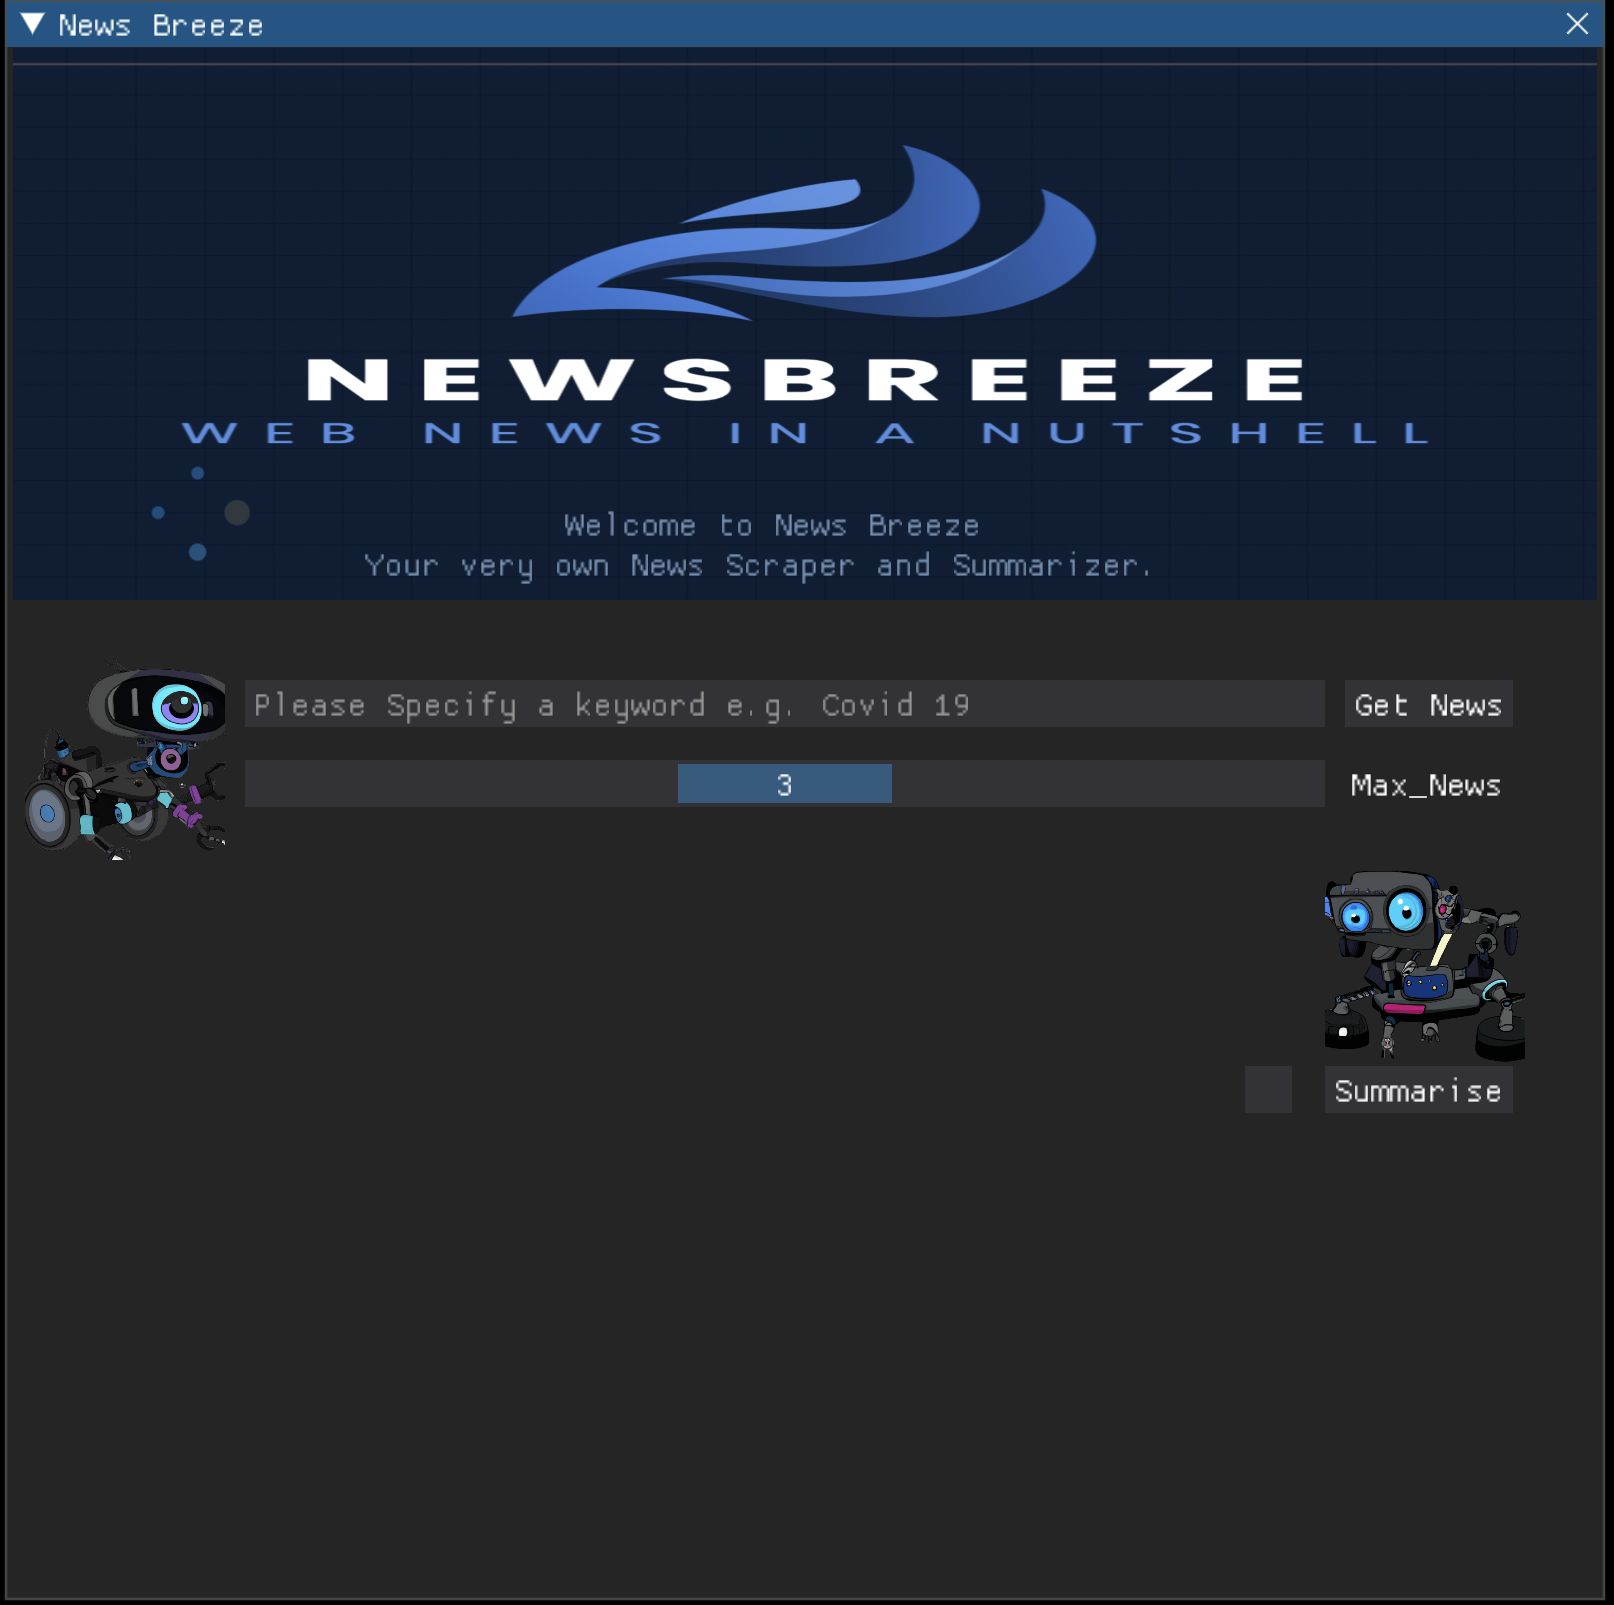 News Breeze
NEWSBREEZE
WEB NEWS IN A NUTSHELL
Welcome to News Breeze
Your very own News Scraper and Summarizer.
Please Specify a keyword e.g. Covid 19
Get News
3
Max_News
Summarise